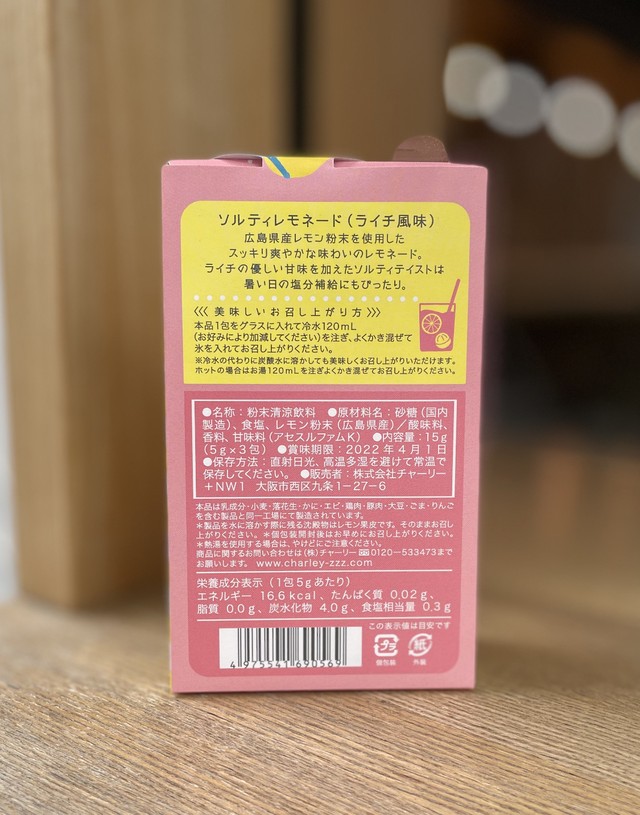 ソルティレモネード（ライチ風味）
広島県産レモン粉末を使用した
スッキリ爽やかな味わいのレモネード。
ライチの優しい甘味を加えたソルティテイストは
暑い日の塩分補給にもぴったり。
《〈 美味しいお召し上がり方 〉》
本品1包をグラスに入れて冷水120mL
（お好みにより加減してください）を注ぎ、よくかき混ぜて
氷を入れてお召し上がりください。
※冷水の代わりに炭酸水に溶かしても美味しくお召し上がりいただけます。
ホットの場合はお湯120mLを注ぎよくかき混ぜてお召し上がりください。
●名称：粉末清涼飲料 ●原材料名：砂糖（国内
製造）、食塩、レモン粉末（広島県産）／酸味料、
香料、甘味料（アセスルファムK） ●内容量：15g
（5g×3包） ●賞味期限：2022年4月1日
●保存方法：直射日光、高温多湿を避けて常温で
保存してください。 ●販売者：株式会社チャーリー
＋NW1 大阪市西区九条1-27-6
本品は乳成分・小麦・落花生・かに・エビ・鶏肉・豚肉・大豆・ごま・りんご
を含む製品と同一工場にて製造されています。
＊製品を水に溶かす際に残る沈殿物はレモン果皮です。そのままお召し
上がりください。＊個包装開封後はお早めにお召し上がりください。
＊熱湯を使用する場合は、やけどにご注意ください。
商品に関するお問い合わせは（株）チャーリー 0120-533473まで
お願いします。 www.charley-zzz.com
栄養成分表示（1包5gあたり）
エネルギー 16.6kcal、たんぱく質 0.02g、
脂質 0.0g、炭水化物 4.0g、食塩相当量 0.3g
この表示値は目安です
4975541690569
プラ 紙
個包装 外装